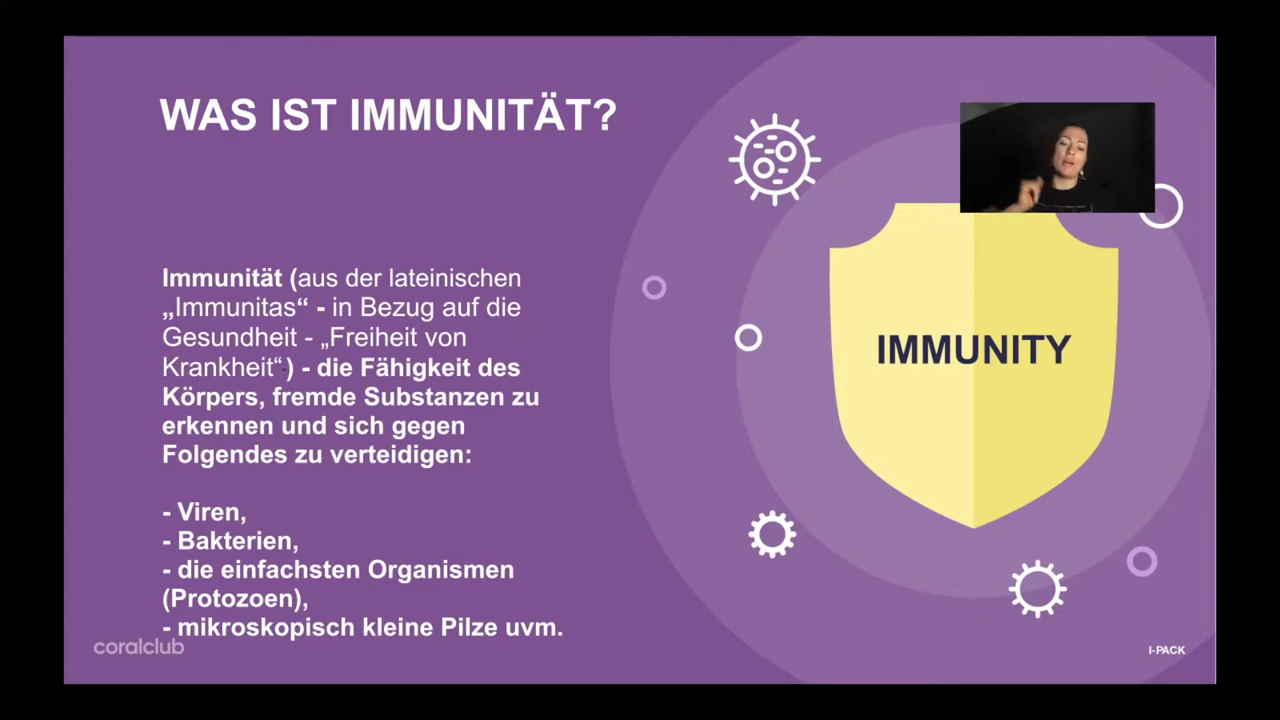 WAS IST IMMUNITÄT?
Immunität (aus der lateinischen
„Immunitas“ - in Bezug auf die
Gesundheit - „Freiheit von
Krankheit“) - die Fähigkeit des
Körpers, fremde Substanzen zu
erkennen und sich gegen
Folgendes zu verteidigen:
- Viren,
- Bakterien,
- die einfachsten Organismen
(Protozoen),
- mikroskopisch kleine Pilze uvm.
IMMUNITY
coralclub
I-PACK